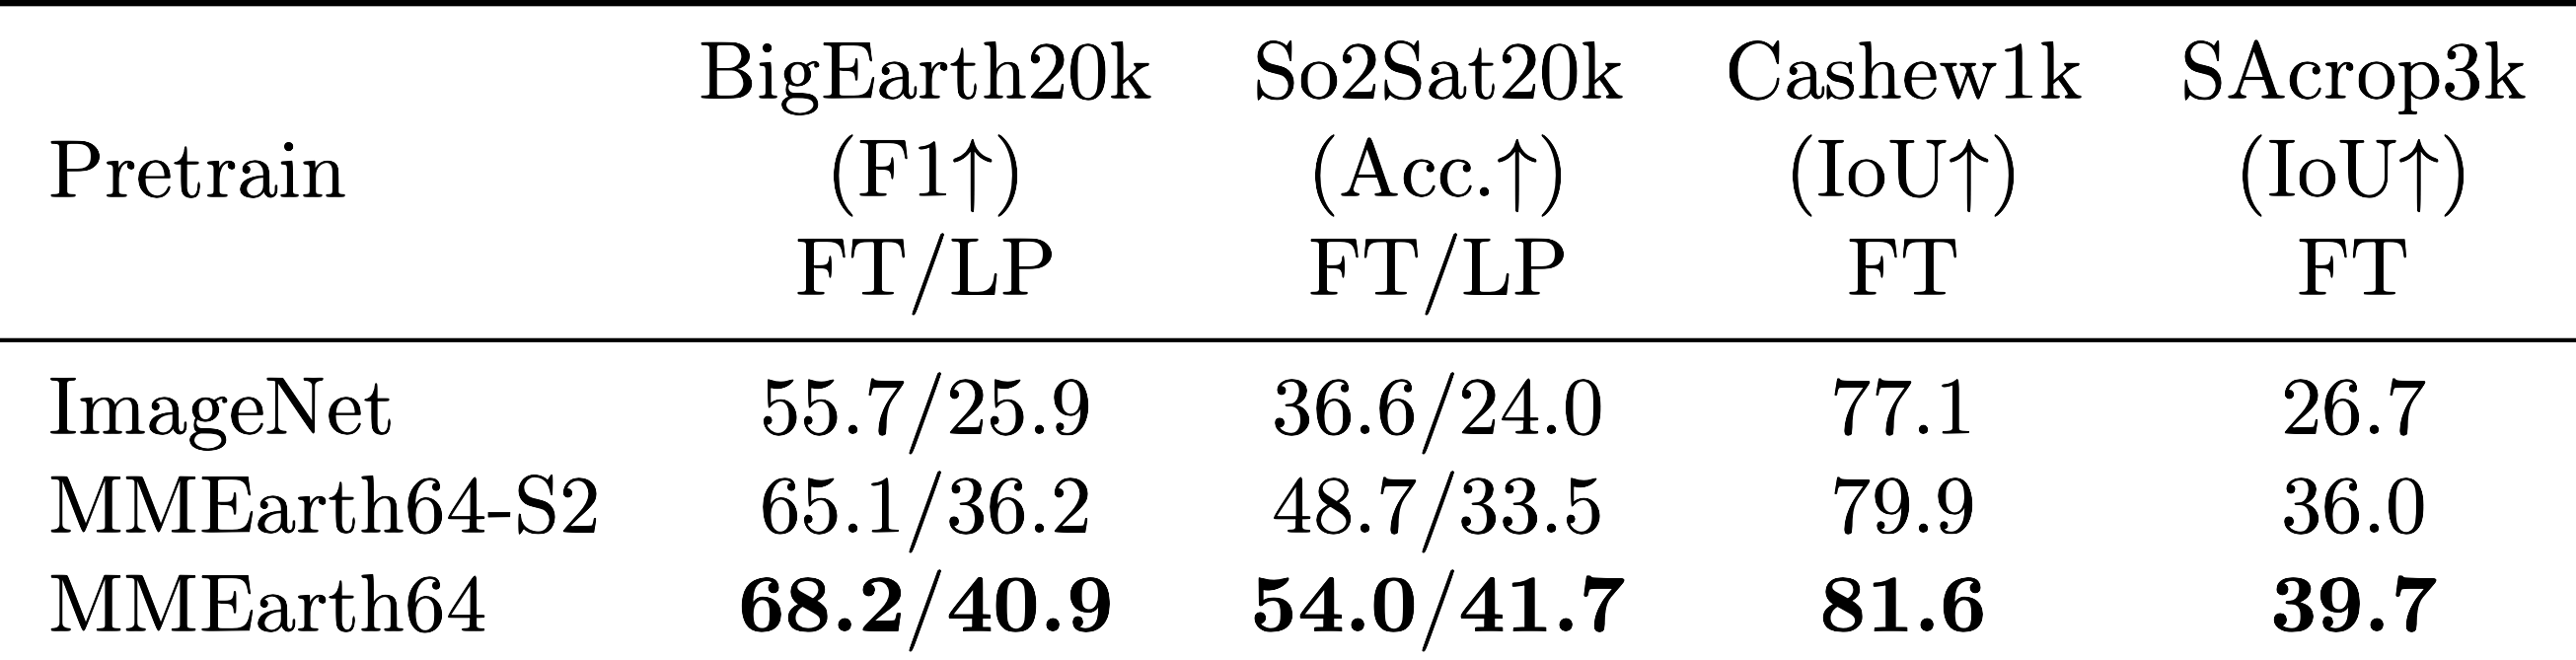 BigEarth20k So2Sat20k Cashew1k SAcrop3k
Pretrain (F1↑) (Acc.↑) (IoU↑) (IoU↑)
FT/LP FT/LP FT FT
ImageNet 55.7/25.9 36.6/24.0 77.1 26.7
MMEarth64-S2 65.1/36.2 48.7/33.5 79.9 36.0
MMEarth64 68.2/40.9 54.0/41.7 81.6 39.7